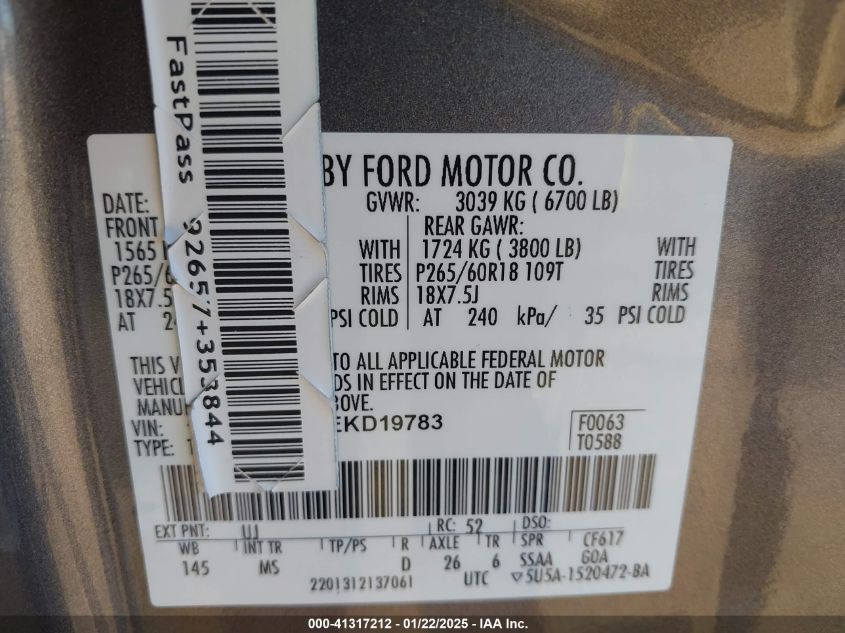 FastPass 92657+353844
BY FORD MOTOR CO.
DATE: GVWR: 3039 KG ( 6700 LB)
FRONT REAR GAWR:
1565 WITH 1724 KG ( 3800 LB) WITH
P265/6 TIRES P265/60R18 109T TIRES
18X7.5 RIMS 18X7.5J RIMS
AT 24 PSI COLD AT 240 kPa/ 35 PSI COLD
THIS V TO ALL APPLICABLE FEDERAL MOTOR
VEHICL DS IN EFFECT ON THE DATE OF
MANU BOVE.
VIN: EKD19783 F0063
TYPE: T0588
EXT PNT: UJ RC: 52 DSO:
WB INT TR TP/PS R AXLE TR SPR CF617
145 MS D 26 6 SSAA GOA
2201312137061 UTC 5U5A-1520472-BA
000-41317212 - 01/22/2025 - IAA Inc.